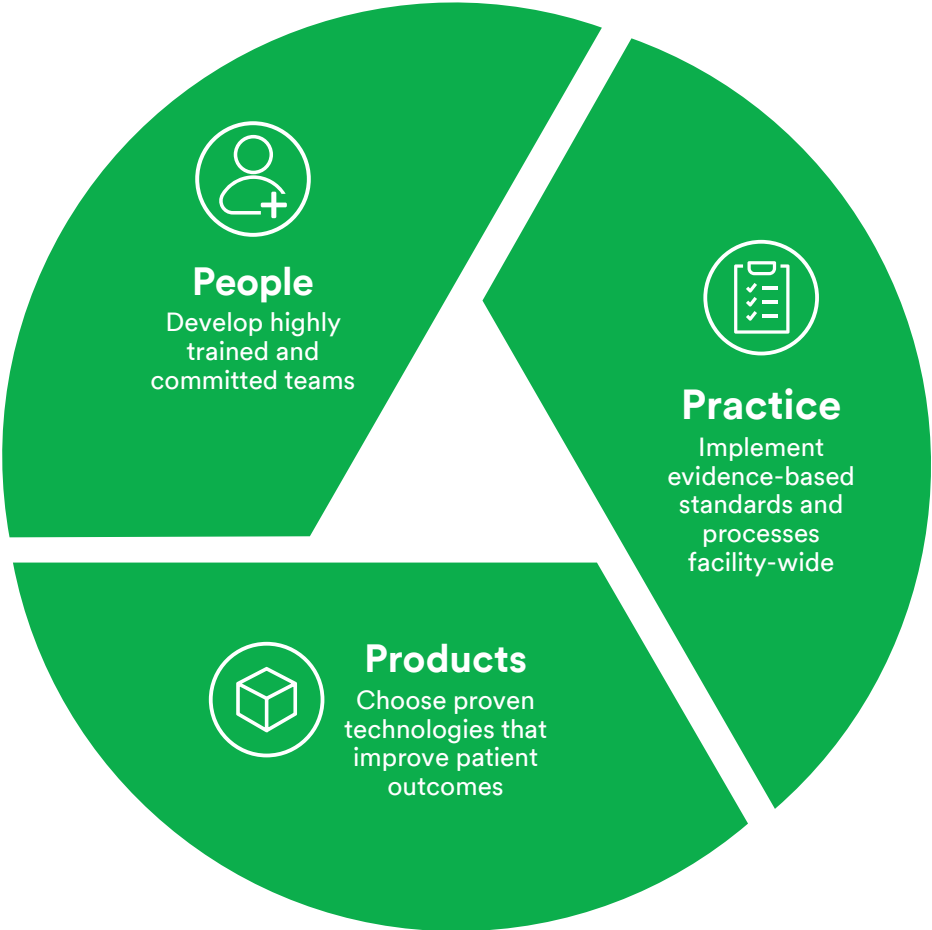 People
Develop highly
trained and
committed teams
Practice
Implement
evidence-based
standards and
processes
facility-wide
Products
Choose proven
technologies that
improve patient
outcomes